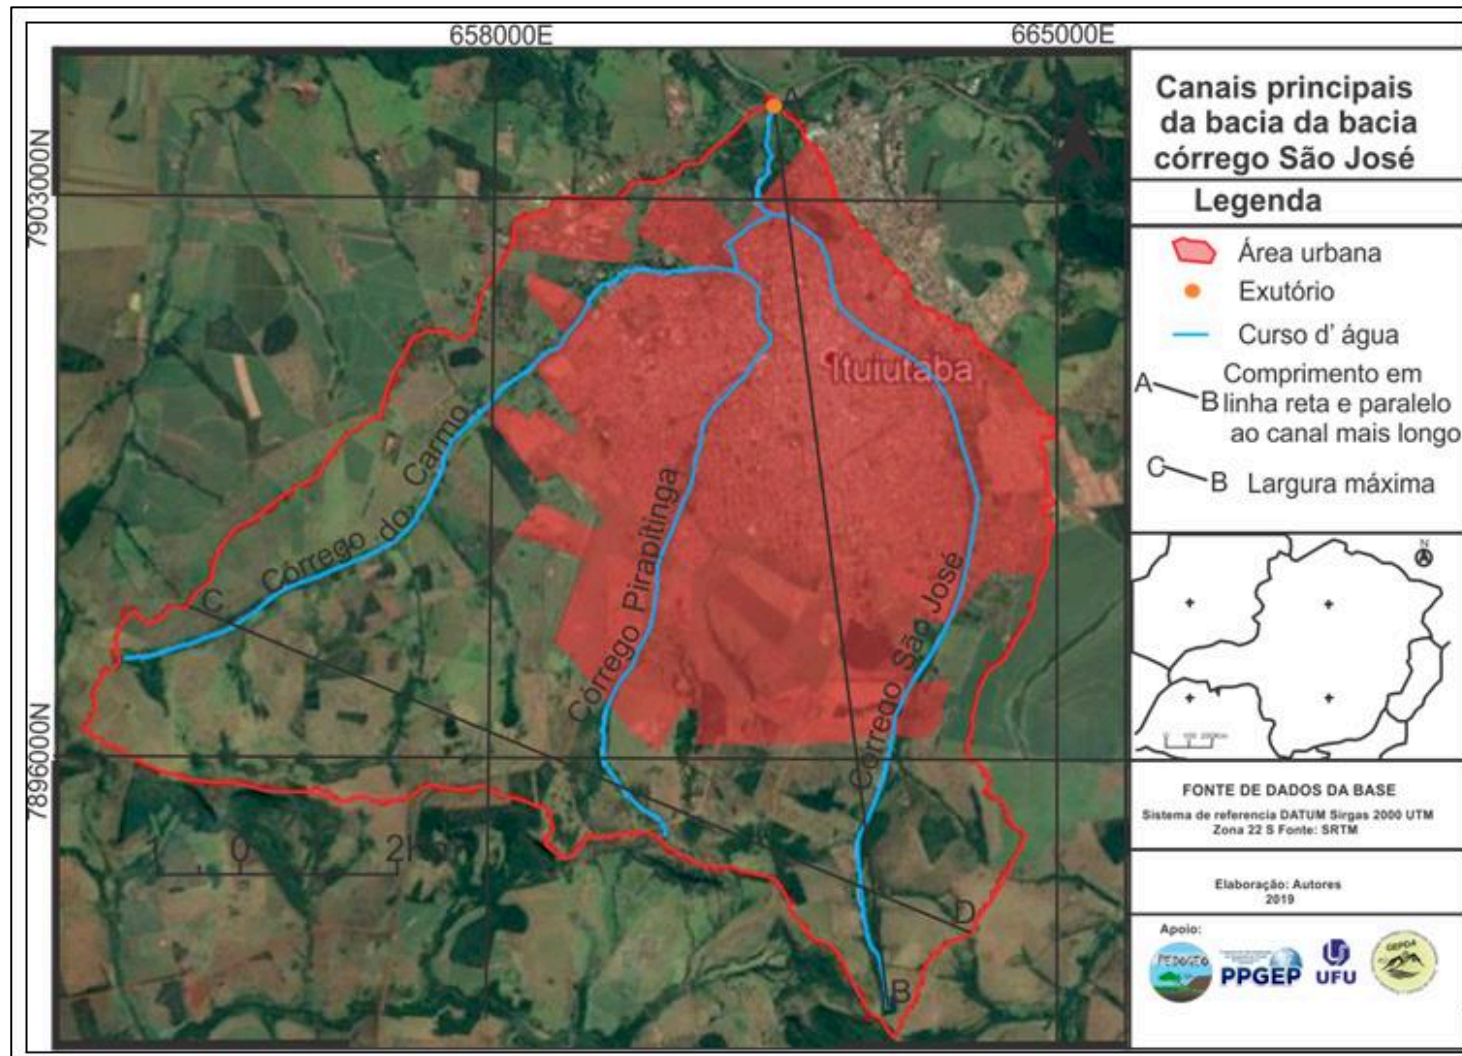 658000E
665000E
7903000N
7896000N
A
Ituiutaba
Córrego do Carmo
Córrego Pirapitinga
Córrego São José
C
D
B
1 0 2
Canais principais
da bacia da bacia
córrego São José
Legenda
Área urbana
Exutório
Curso d' água
A B Comprimento em
linha reta e paralelo
ao canal mais longo
C B Largura máxima
N
FONTE DE DADOS DA BASE
Sistema de referencia DATUM Sirgas 2000 UTM
Zona 22 S Fonte: SRTM
Elaboração: Autores
2019
Apoio:
PEDOGEO
PPGEP
UFU
GEPDA